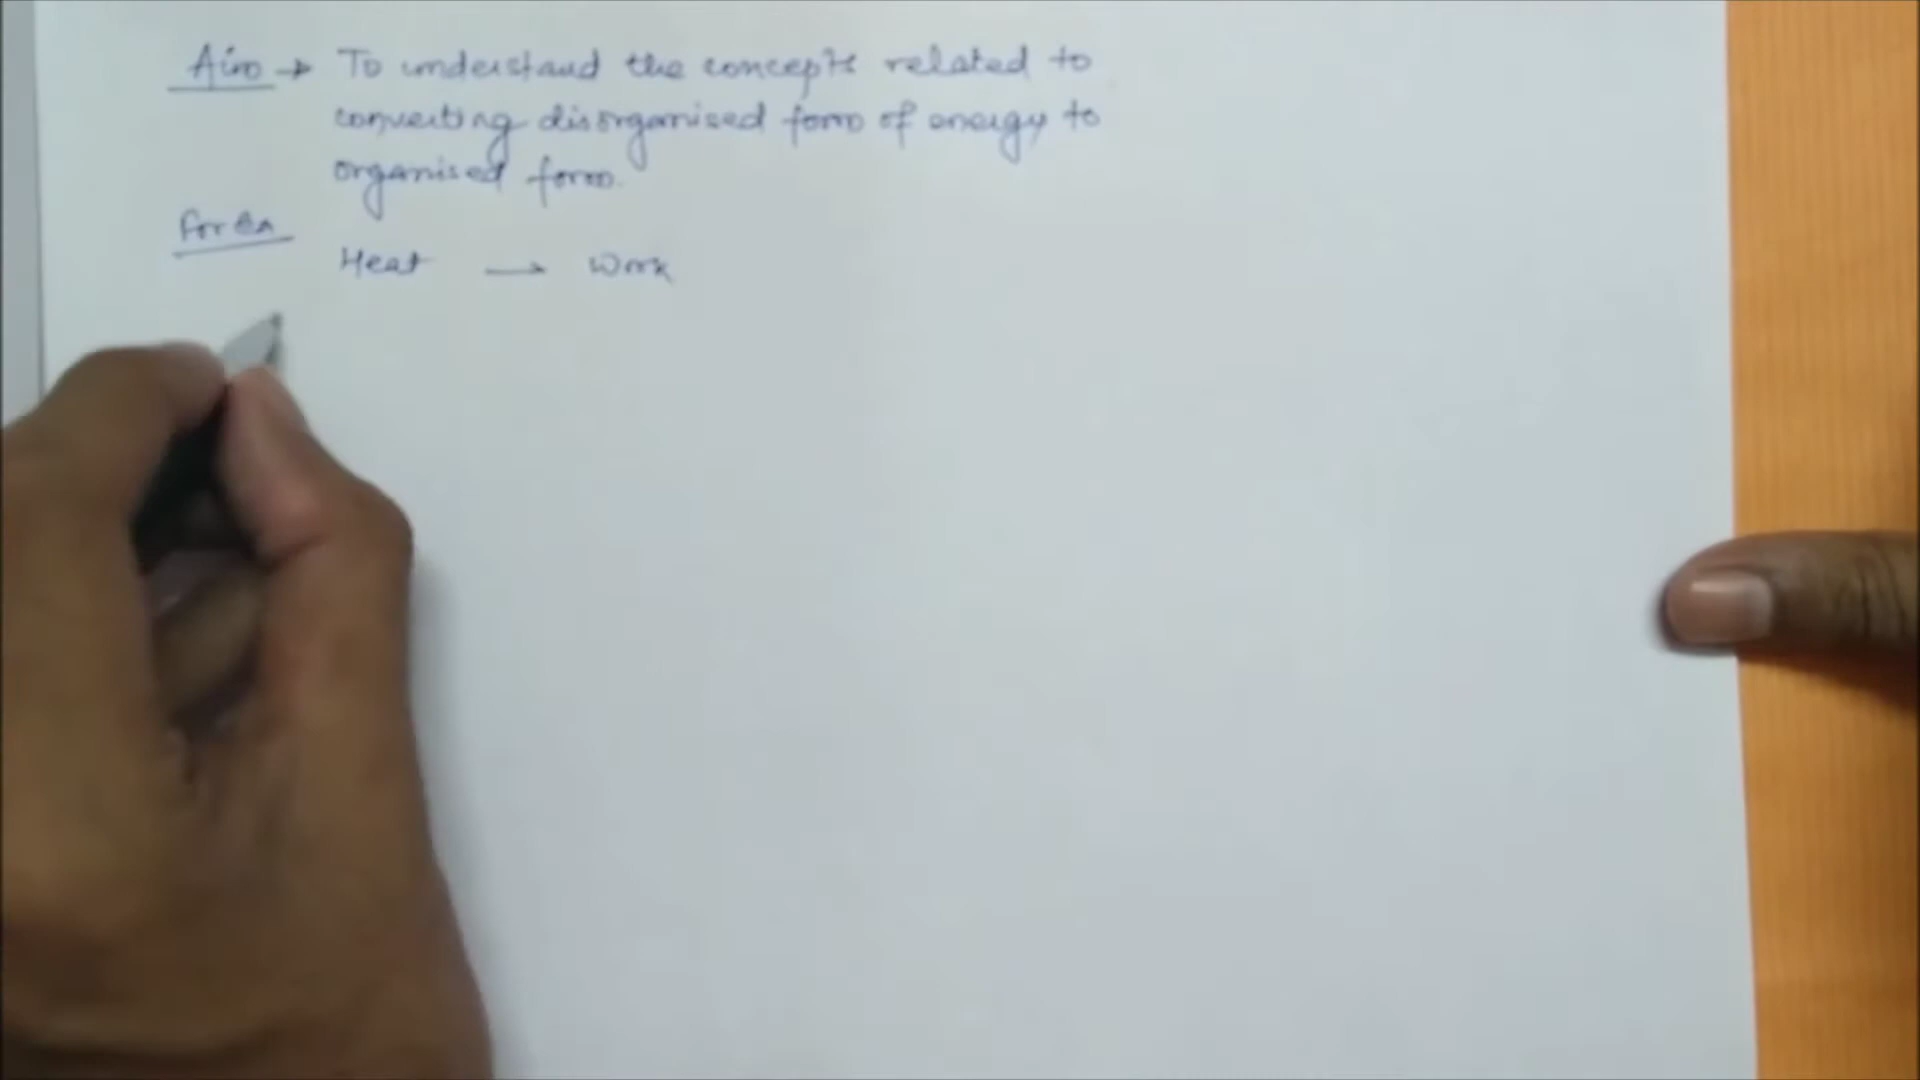 Aim → To understand the concepts related to
converting disorganised form of energy to
organised form.
For Ex
Heat → Work